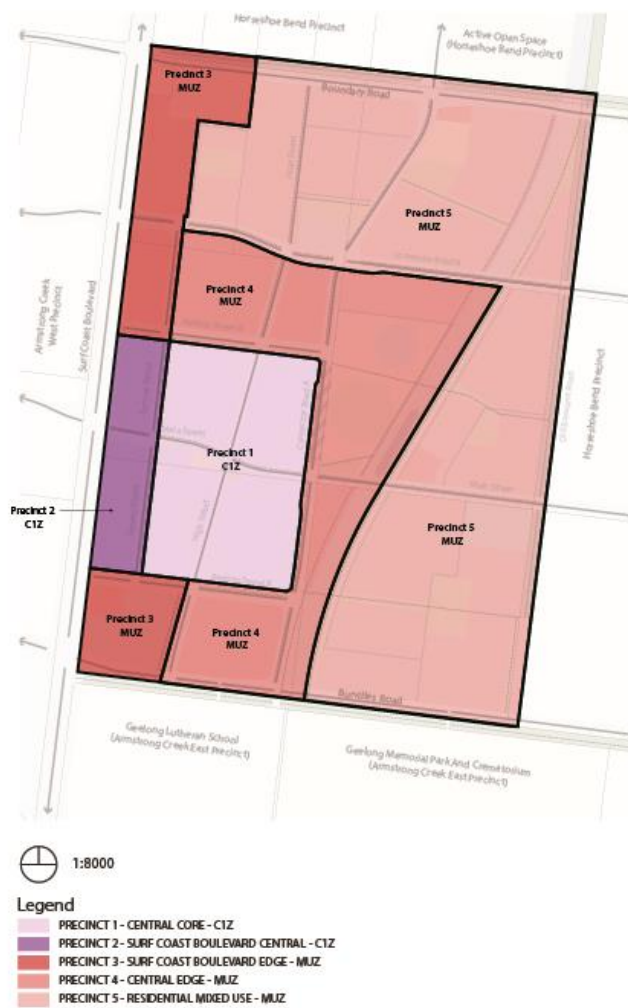 Horseshoe Bend Precinct
Active Open Space
(Horseshoe Bend Precinct)
Precinct 3
MUZ
Boundary Road
Precinct 5
MUZ
Precinct 4
MUZ
Armstrong Creek
West Precinct
Surf Coast Boulevard
Horseshoe Bend Precinct
Precinct 1
C1Z
High Street
Precinct 2
C1Z
Precinct 5
MUZ
Precinct 3
MUZ
Precinct 4
MUZ
Burvilles Road
Geelong Lutheran School
(Armstrong Creek East Precinct)
Geelong Memorial Park And Crematorium
(Armstrong Creek East Precinct)
1:8000
Legend
PRECINCT 1 - CENTRAL CORE - C1Z
PRECINCT 2 - SURF COAST BOULEVARD CENTRAL - C1Z
PRECINCT 3 - SURF COAST BOULEVARD EDGE - MUZ
PRECINCT 4 - CENTRAL EDGE - MUZ
PRECINCT 5 - RESIDENTIAL MIXED USE - MUZ